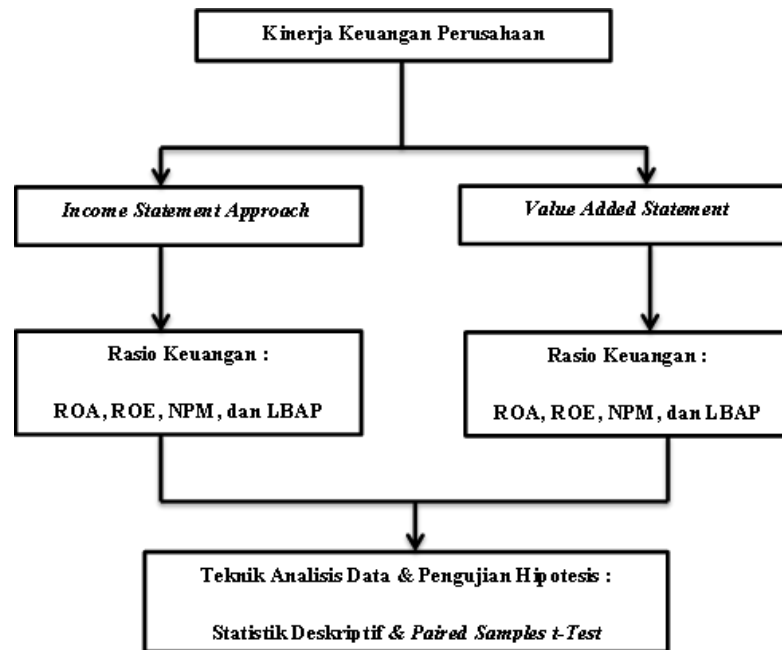 Kinerja Keuangan Perusahaan
Income Statement Approach
Value Added Statement
Rasio Keuangan :
ROA, ROE, NPM, dan LBAP
Rasio Keuangan :
ROA, ROE, NPM, dan LBAP
Teknik Analisis Data & Pengujian Hipotesis :
Statistik Deskriptif & Paired Samples t-Test